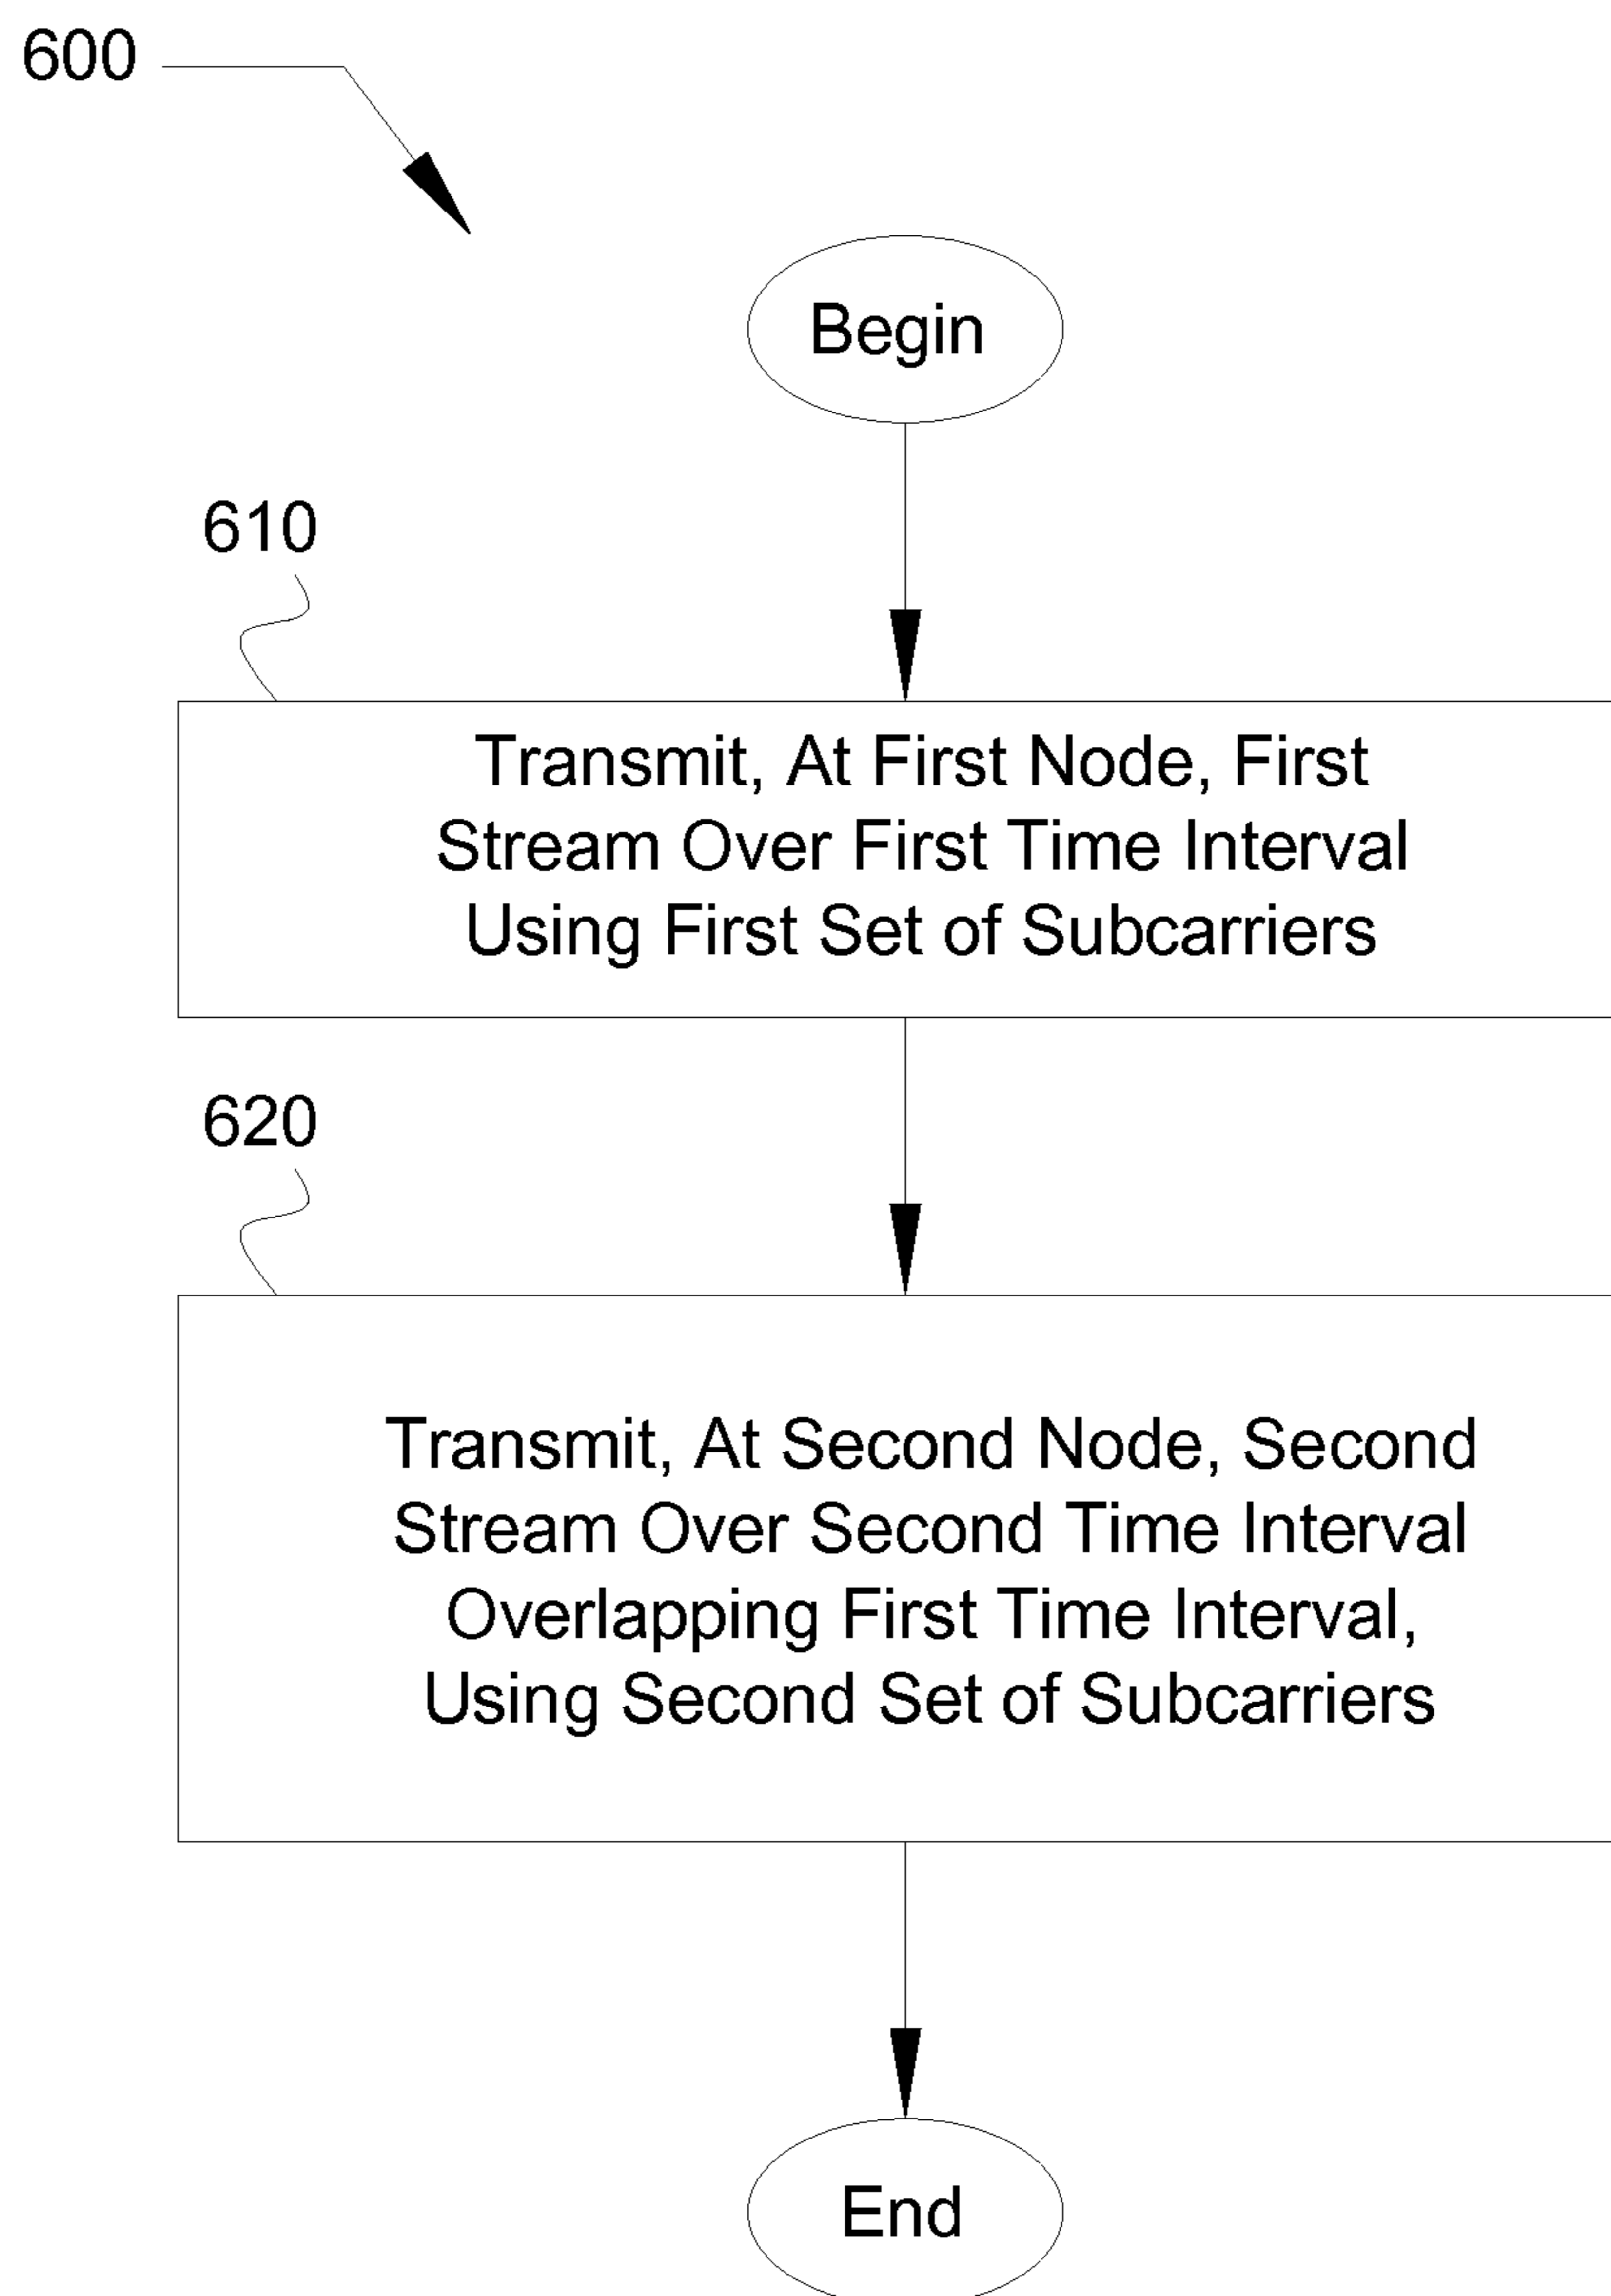 600
Begin
610
Transmit, At First Node, First
Stream Over First Time Interval
Using First Set of Subcarriers
620
Transmit, At Second Node, Second
Stream Over Second Time Interval
Overlapping First Time Interval,
Using Second Set of Subcarriers
End